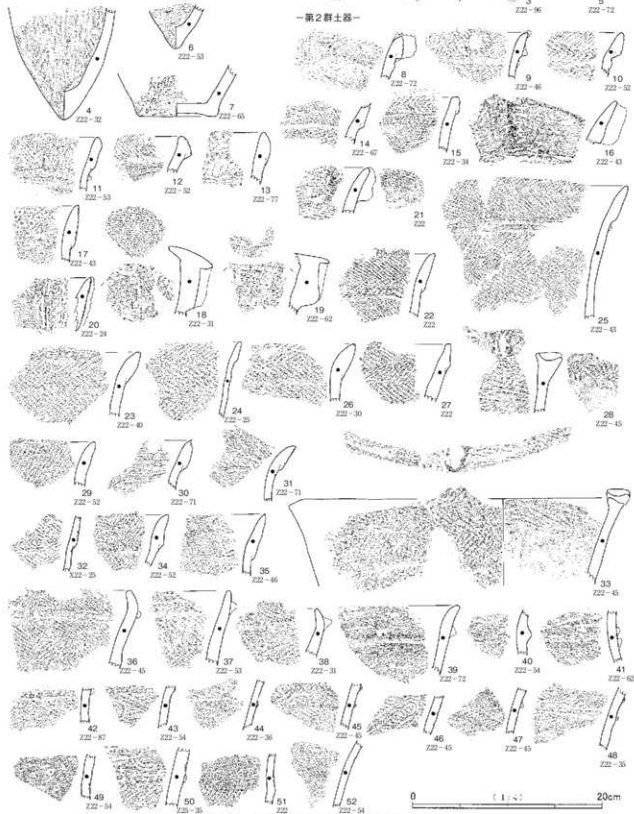 3
Z22-96
5
Z22-72
4
Z22-32
6
Z22-53
7
Z22-65
-第2群土器-
8
Z22-72
9
Z22-46
10
Z22-52
11
Z22-53
12
Z22-52
13
Z22-77
14
Z22-67
15
Z22-34
16
Z22-43
17
Z22-43
18
Z22-31
19
Z22-62
20
Z22-24
21
Z22
22
Z22
25
Z22-43
23
Z22-40
24
Z22-25
26
Z22-30
27
Z22
28
Z22-45
29
Z22-52
30
Z22-71
31
Z22-71
32
X22-25
34
Z22-52
35
Z22-46
33
Z22-45
36
Z22-45
37
Z22-53
38
Z22-31
39
Z22-72
40
Z22-54
41
Z22-62
42
Z22-87
43
Z22-54
44
Z22-36
45
Z22-45
46
Z22-45
47
Z22-45
48
Z22-35
49
Z22-54
50
Z25-35
51
Z22
52
Z22-54
0 (1:4) 20cm